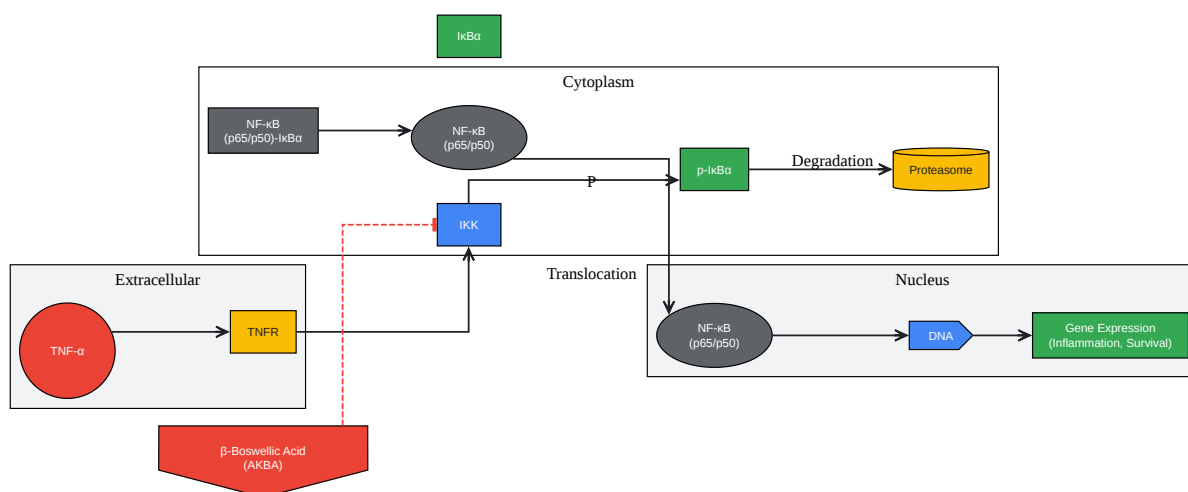 IκBα
Cytoplasm
NF-κB
(p65/p50)-IκBα
NF-κB
(p65/p50)
p-IκBα
Degradation
Proteasome
P
IKK
Translocation
Extracellular
TNF-α
TNFR
Nucleus
NF-κB
(p65/p50)
DNA
Gene Expression
(Inflammation, Survival)
β-Boswellic Acid
(AKBA)